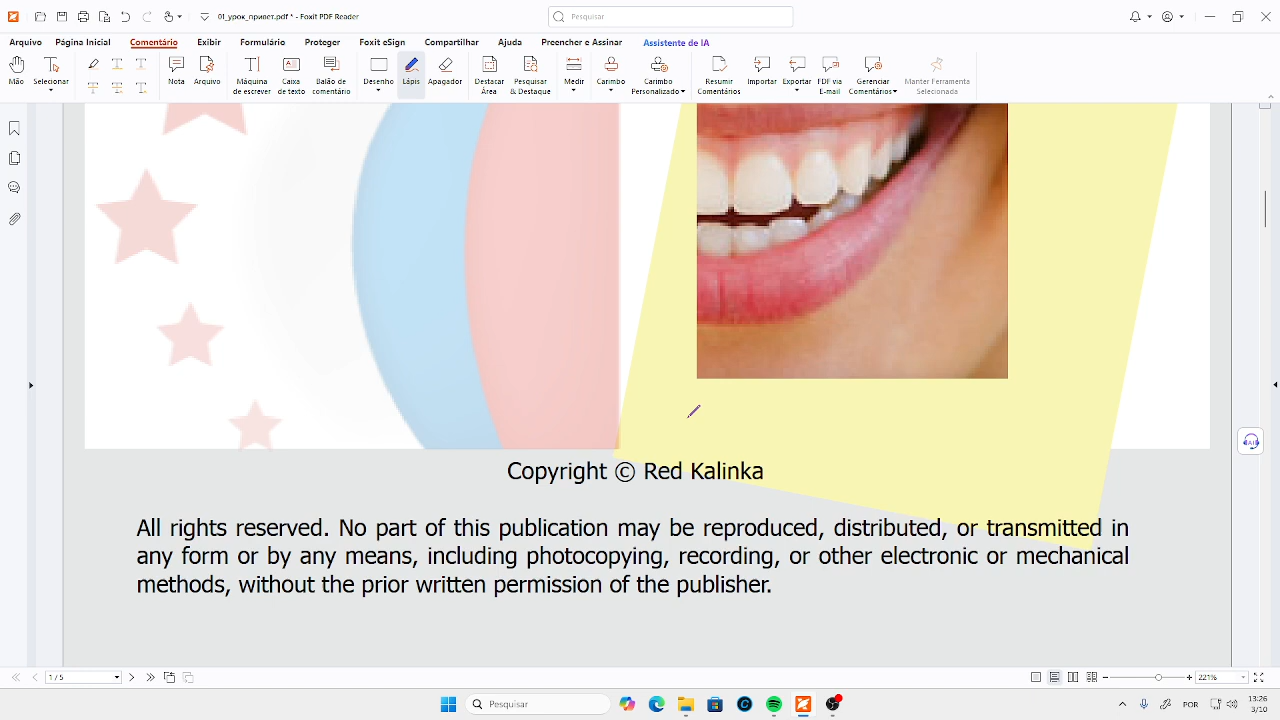 01_урок_привет.pdf * - Foxit PDF Reader
Pesquisar
Arquivo Página Inicial Comentário Exibir Formulário Proteger Foxit eSign Compartilhar Ajuda Preencher e Assinar Assistente de IA
Mão Selecionar Nota Arquivo Máquina de escrever Caixa de texto Balão de comentário Desenho Lápis Apagador Destacar Área Pesquisar & Destaque Medir Carimbo Carimbo Personalizado Resumir Comentários Importar Exportar FDF via E-mail Gerenciar Comentários Manter Ferramenta Selecionada
Copyright © Red Kalinka
All rights reserved. No part of this publication may be reproduced, distributed, or transmitted in
any form or by any means, including photocopying, recording, or other electronic or mechanical
methods, without the prior written permission of the publisher.
1 / 5
221%
Pesquisar
POR
13:26
3/10